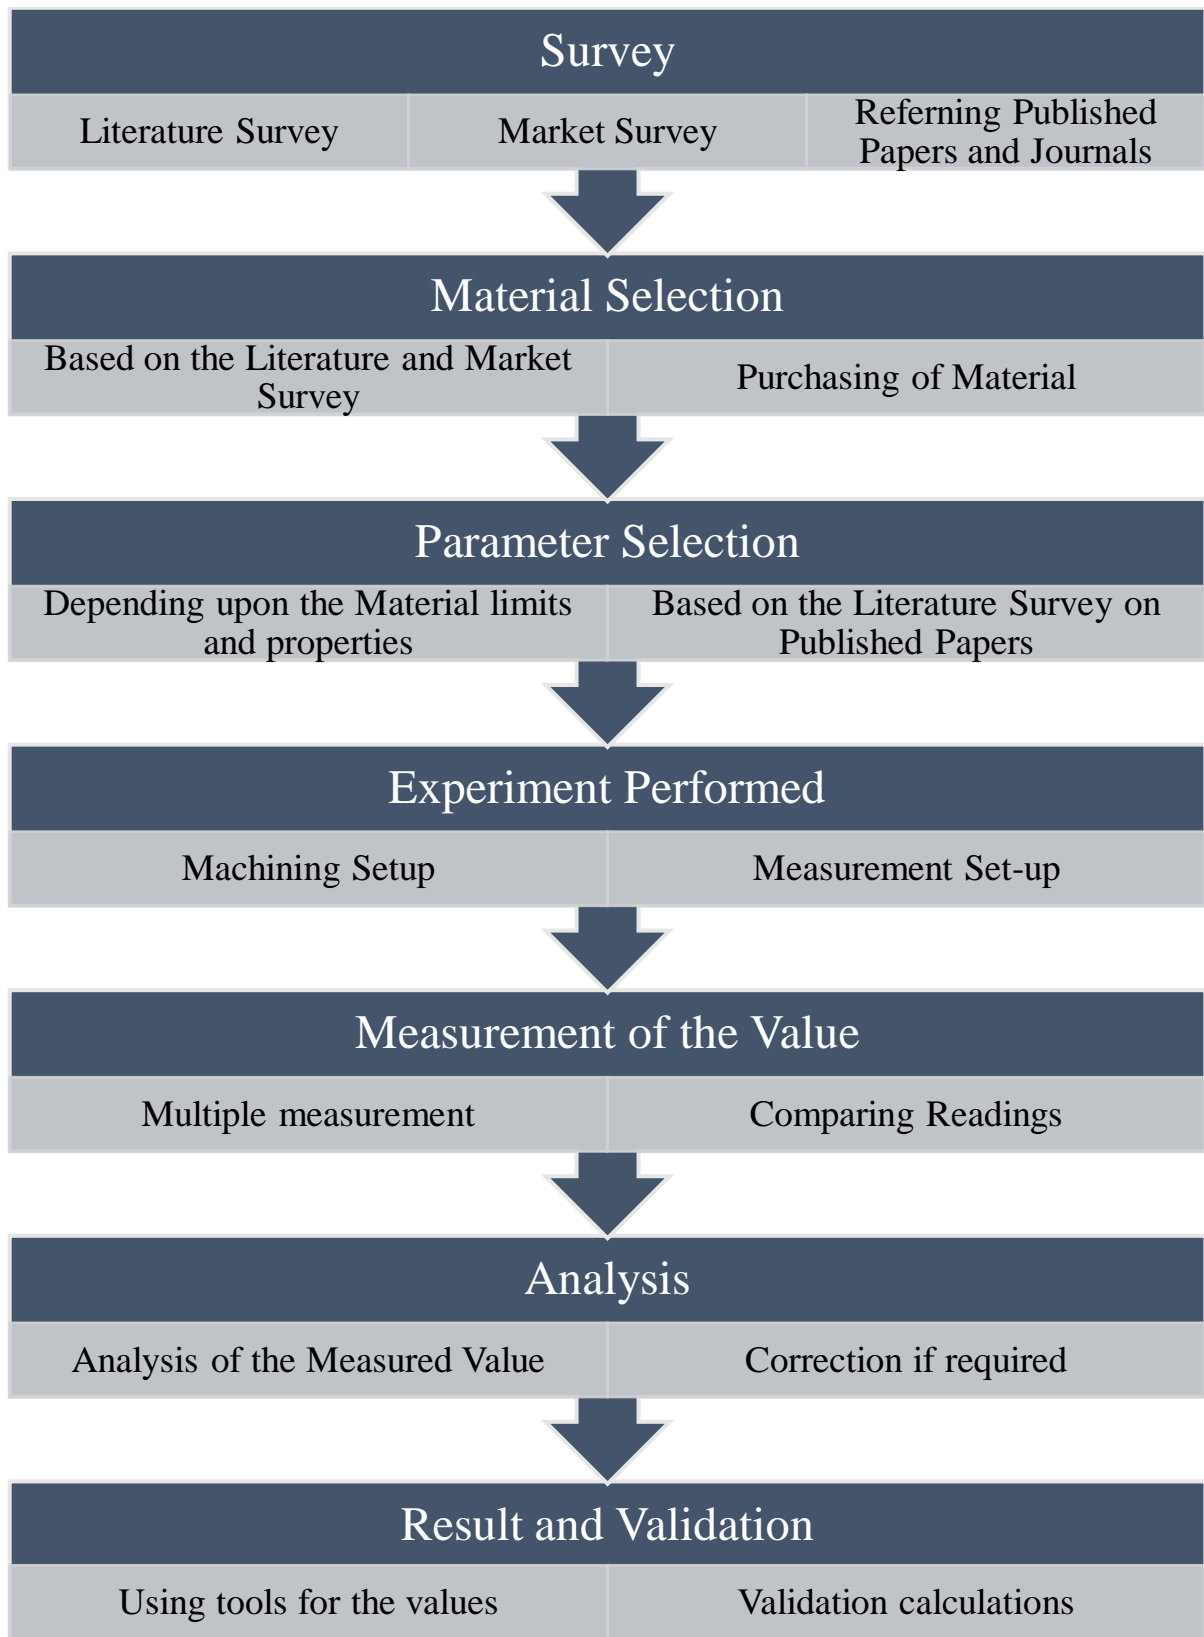 Survey
Literature Survey
Market Survey
Referning Published
Papers and Journals
Material Selection
Based on the Literature and Market
Survey
Purchasing of Material
Parameter Selection
Depending upon the Material limits
and properties
Based on the Literature Survey on
Published Papers
Experiment Performed
Machining Setup
Measurement Set-up
Measurement of the Value
Multiple measurement
Comparing Readings
Analysis
Analysis of the Measured Value
Correction if required
Result and Validation
Using tools for the values
Validation calculations